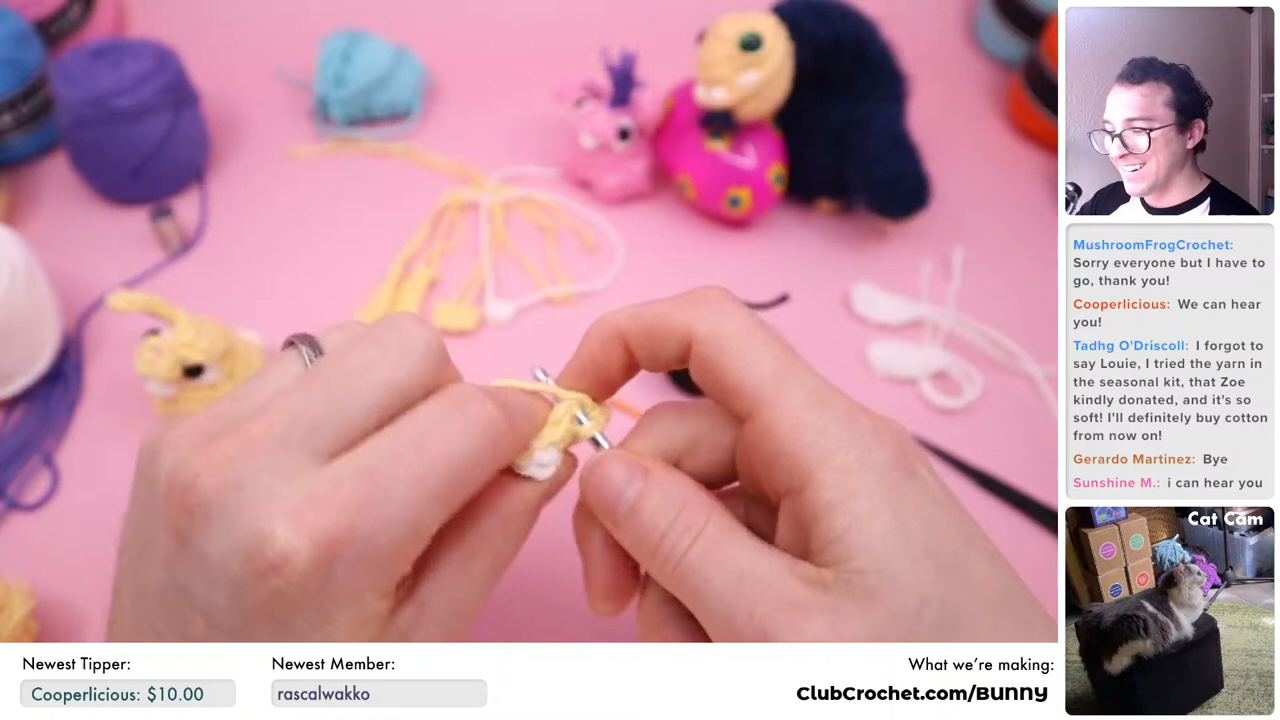 MushroomFrogCrochet:
Sorry everyone but I have to
go, thank you!
Cooperlicious: We can hear
you!
Tadhg O'Driscoll: I forgot to
say Louie, I tried the yarn in
the seasonal kit, that Zoe
kindly donated, and it's so
soft! I'll definitely buy cotton
from now on!
Gerardo Martinez: Bye
Sunshine M.: i can hear you
Cat Cam
Newest Tipper:
Cooperlicious: $10.00
Newest Member:
rascalwakko
What we're making:
ClubCrochet.com/BUNNY